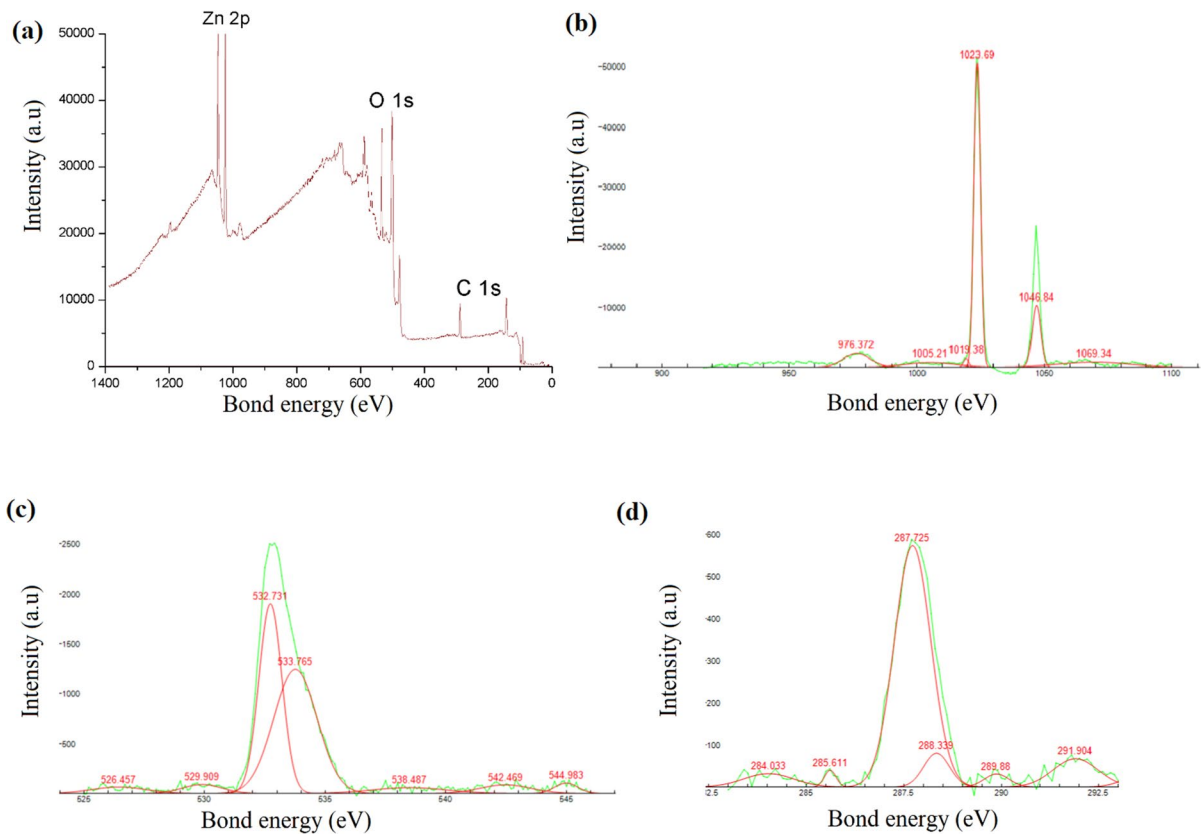 (a)
Zn 2p
O 1s
C 1s
Intensity (a.u)
50000
40000
30000
20000
10000
0
1400 1200 1000 800 600 400 200 0
Bond energy (eV)
(b)
1023.69
1046.84
976.372
1005.21
1019.38
1069.34
Intensity (a.u)
50000
40000
30000
20000
10000
900 950 1000 1050 1100
Bond energy (eV)
(c)
532.731
533.765
526.457
529.909
538.487
542.469
544.983
Intensity (a.u)
2500
2000
1500
1000
500
530 535 540 545
Bond energy (eV)
(d)
287.725
288.339
284.033
285.611
289.88
291.904
Intensity (a.u)
600
500
400
300
200
100
2.5 285 287.5 290 292.5
Bond energy (eV)